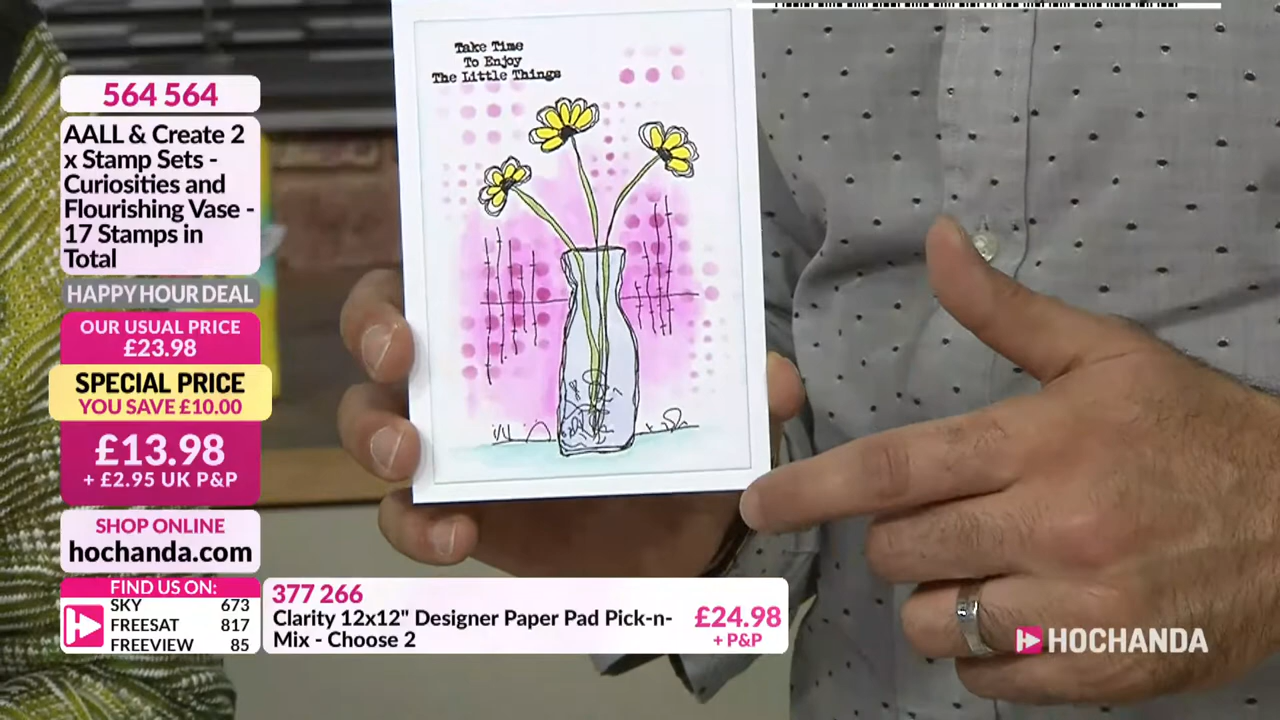 Take Time
To Enjoy
The Little Things
564 564
AALL & Create 2
x Stamp Sets -
Curiosities and
Flourishing Vase -
17 Stamps in
Total
HAPPY HOUR DEAL
OUR USUAL PRICE
£23.98
SPECIAL PRICE
YOU SAVE £10.00
£13.98
+ £2.95 UK P&P
SHOP ONLINE
hochanda.com
FIND US ON:
SKY 673
FREESAT 817
FREEVIEW 85
377 266
Clarity 12x12" Designer Paper Pad Pick-n-
Mix - Choose 2
£24.98
+ P&P
HOCHANDA